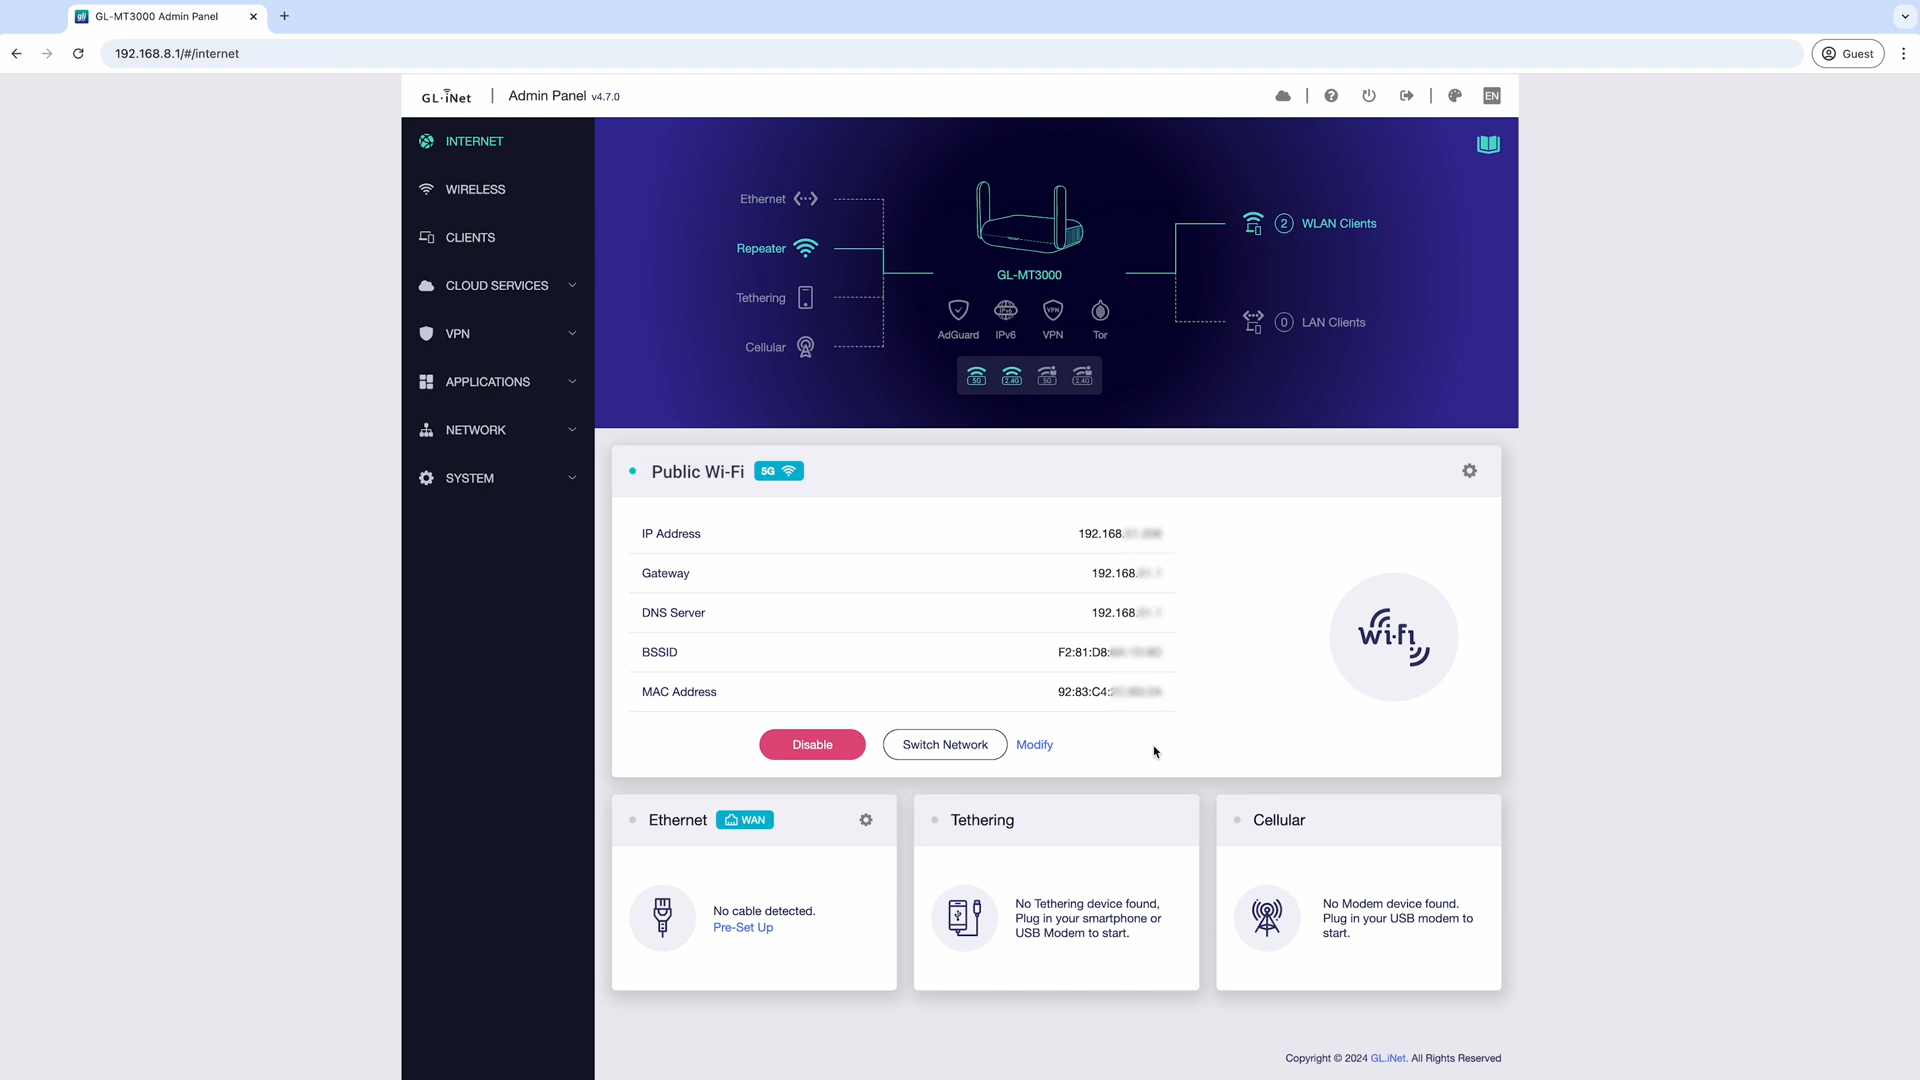 GL-MT3000 Admin Panel
192.168.8.1/#/internet
Guest
GL·iNet | Admin Panel v4.7.0
EN
INTERNET
WIRELESS
CLIENTS
CLOUD SERVICES
VPN
APPLICATIONS
NETWORK
SYSTEM
Ethernet
Repeater
Tethering
Cellular
GL-MT3000
AdGuard
IPv6
VPN
Tor
5G
2.4G
5G
2.4G
2 WLAN Clients
0 LAN Clients
Public Wi-Fi 5G
IP Address 192.168.
Gateway 192.168.
DNS Server 192.168.
BSSID F2:81:D8:
MAC Address 92:83:C4:
Wi-Fi
Disable
Switch Network
Modify
Ethernet WAN
No cable detected.
Pre-Set Up
Tethering
No Tethering device found,
Plug in your smartphone or
USB Modem to start.
Cellular
No Modem device found.
Plug in your USB modem to
start.
Copyright © 2024 GL.iNet. All Rights Reserved